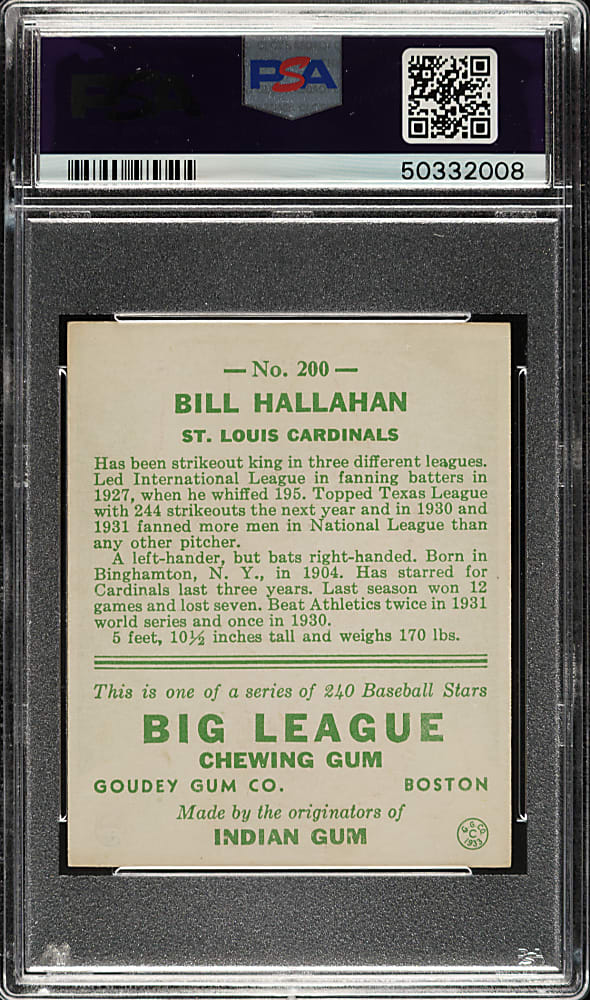 PSA
PSA
50332008
— No. 200 —
BILL HALLAHAN
ST. LOUIS CARDINALS
Has been strikeout king in three different leagues.
Led International League in fanning batters in
1927, when he whiffed 195. Topped Texas League
with 244 strikeouts the next year and in 1930 and
1931 fanned more men in National League than
any other pitcher.
A left-hander, but bats right-handed. Born in
Binghamton, N. Y., in 1904. Has starred for
Cardinals last three years. Last season won 12
games and lost seven. Beat Athletics twice in 1931
world series and once in 1930.
5 feet, 10½ inches tall and weighs 170 lbs.
This is one of a series of 240 Baseball Stars
BIG LEAGUE
CHEWING GUM
GOUDEY GUM CO. BOSTON
Made by the originators of
INDIAN GUM
G. G. CO.
C
1933
PSA